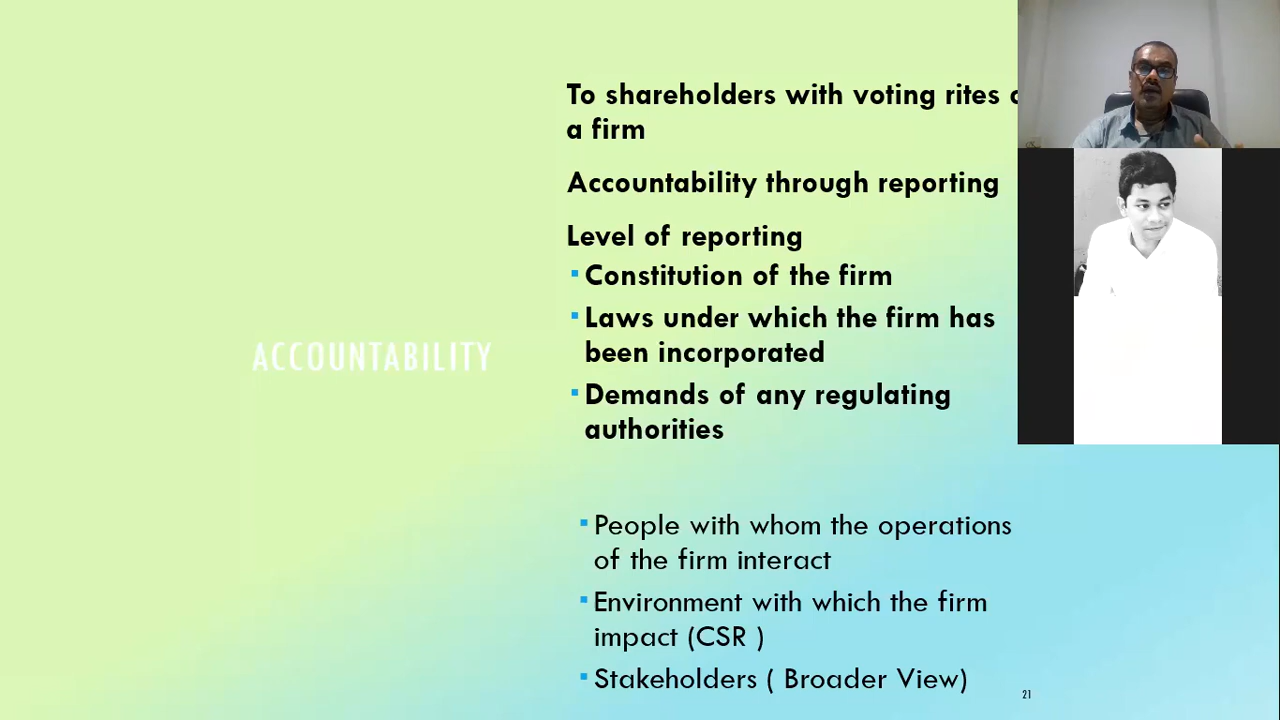 ACCOUNTABILITY
To shareholders with voting rites
a firm
Accountability through reporting
Level of reporting
▪ Constitution of the firm
▪ Laws under which the firm has
been incorporated
▪ Demands of any regulating
authorities
▪ People with whom the operations
of the firm interact
▪ Environment with which the firm
impact (CSR )
▪ Stakeholders ( Broader View)
21